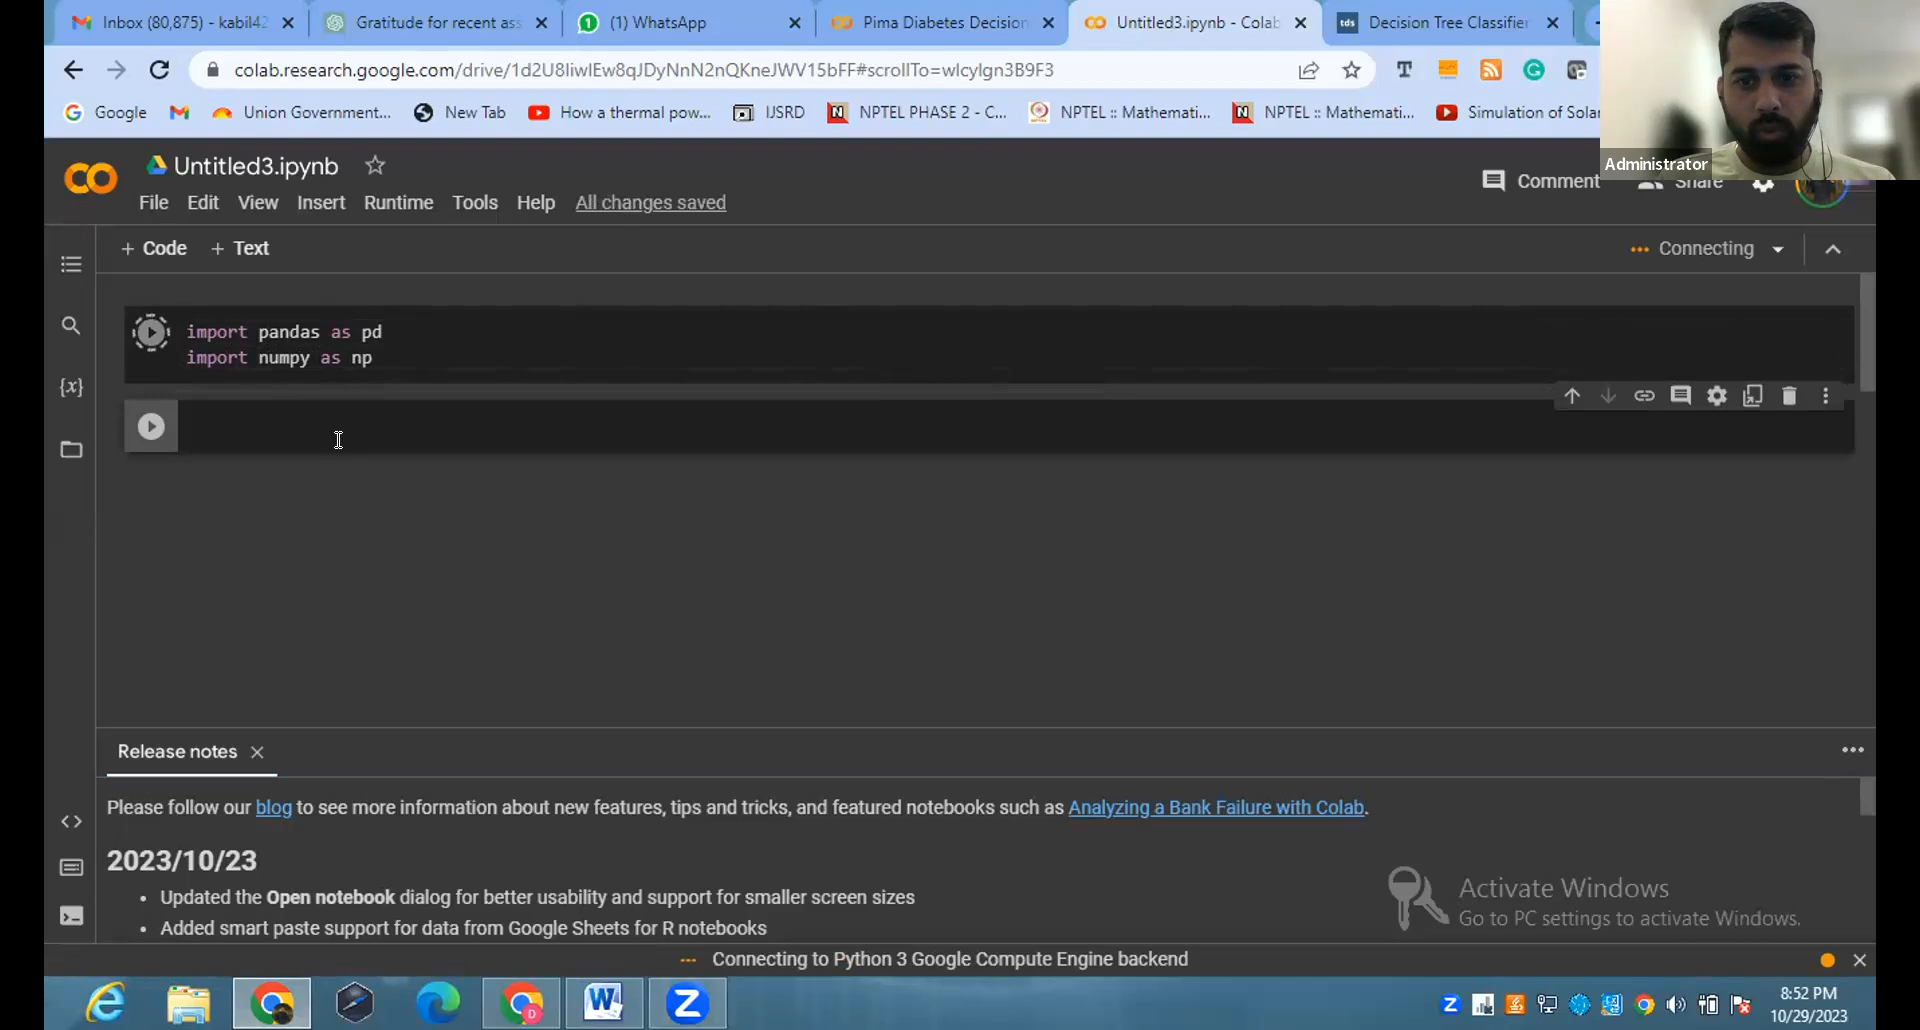 Inbox (80,875) - kabil42
Gratitude for recent ass
(1) WhatsApp
Pima Diabetes Decision
Untitled3.ipynb - Colab
tds Decision Tree Classifier
colab.research.google.com/drive/1d2U8IiwlEw8qJDyNnN2nQKneJWV15bFF#scrollTo=wlcylgn3B9F3
Google
Union Government...
New Tab
How a thermal pow...
IJSRD
NPTEL PHASE 2 - C...
NPTEL :: Mathemati...
NPTEL :: Mathemati...
Simulation of Solar
Administrator
Untitled3.ipynb
Comment
Share
File Edit View Insert Runtime Tools Help All changes saved
+ Code + Text
Connecting
import pandas as pd
import numpy as np
Release notes
Please follow our blog to see more information about new features, tips and tricks, and featured notebooks such as Analyzing a Bank Failure with Colab.
2023/10/23
• Updated the Open notebook dialog for better usability and support for smaller screen sizes
• Added smart paste support for data from Google Sheets for R notebooks
Activate Windows
Go to PC settings to activate Windows.
Connecting to Python 3 Google Compute Engine backend
8:52 PM
10/29/2023